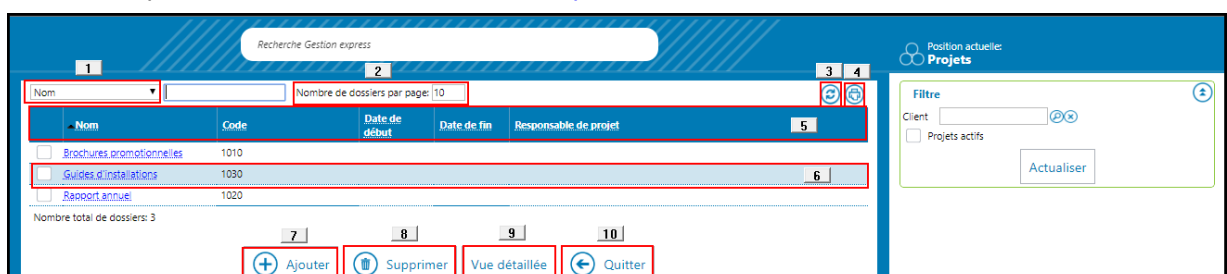 Recherche Gestion express
Position actuelle:
Projets
1
2
3 4
Nom
Nombre de dossiers par page: 10
Filtre
Client
Projets actifs
Actualiser
Nom Code Date de début Date de fin Responsable de projet 5
Brochures promotionnelles 1010
Guides d'installations 1030 6
Rapport annuel 1020
Nombre total de dossiers: 3
7 8 9 10
Ajouter Supprimer Vue détaillée Quitter